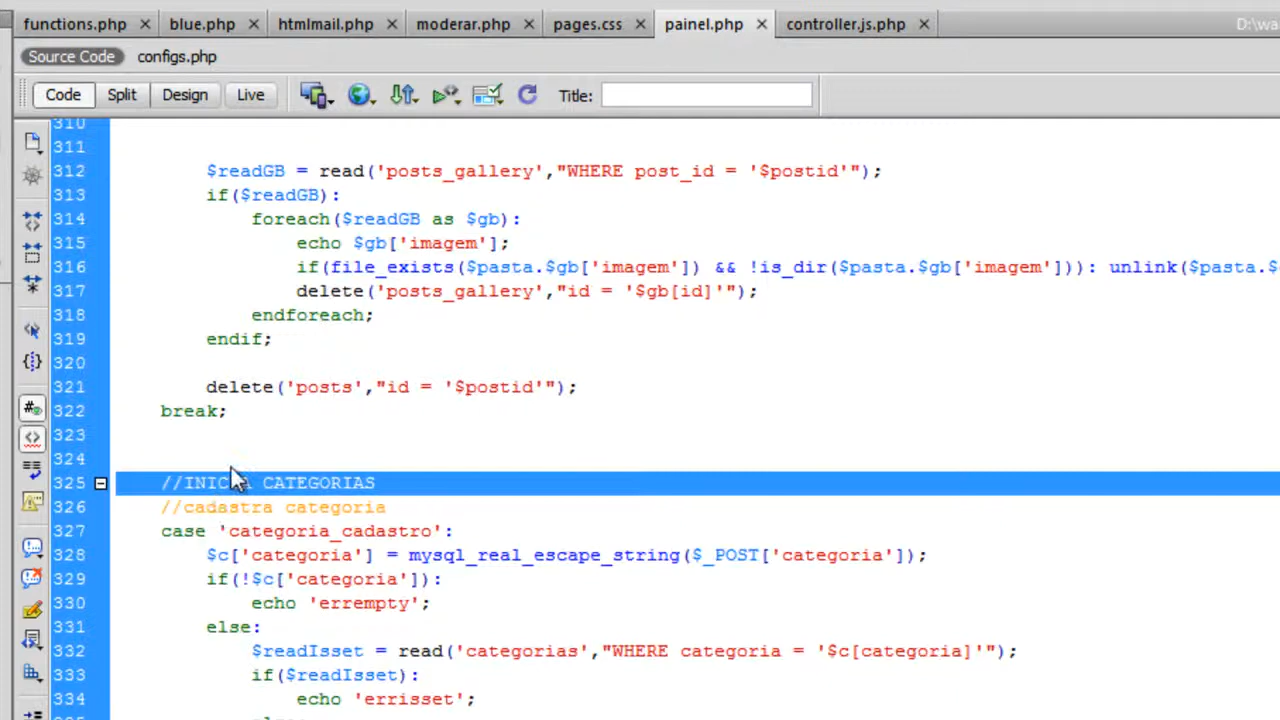 functions.php × blue.php × htmlmail.php × moderar.php × pages.css × painel.php × controller.js.php × D:\wa
Source Code configs.php
Code Split Design Live Title:
310
311
312 $readGB = read('posts_gallery',"WHERE post_id = '$postid'");
313 if($readGB):
314 foreach($readGB as $gb):
315 echo $gb['imagem'];
316 if(file_exists($pasta.$gb['imagem']) && !is_dir($pasta.$gb['imagem'])): unlink($pasta.$
317 delete('posts_gallery',"id = '$gb[id]'");
318 endforeach;
319 endif;
320
321 delete('posts',"id = '$postid'");
322 break;
323
324
325 CATEGORIAS
326 //cadastra categoria
327 case 'categoria_cadastro':
328 $c['categoria'] = mysql_real_escape_string($_POST['categoria']);
329 if(!$c['categoria']):
330 echo 'errempty';
331 else:
332 $readIsset = read('categorias',"WHERE categoria = '$c[categoria]'");
333 if($readIsset):
334 echo 'errisset';